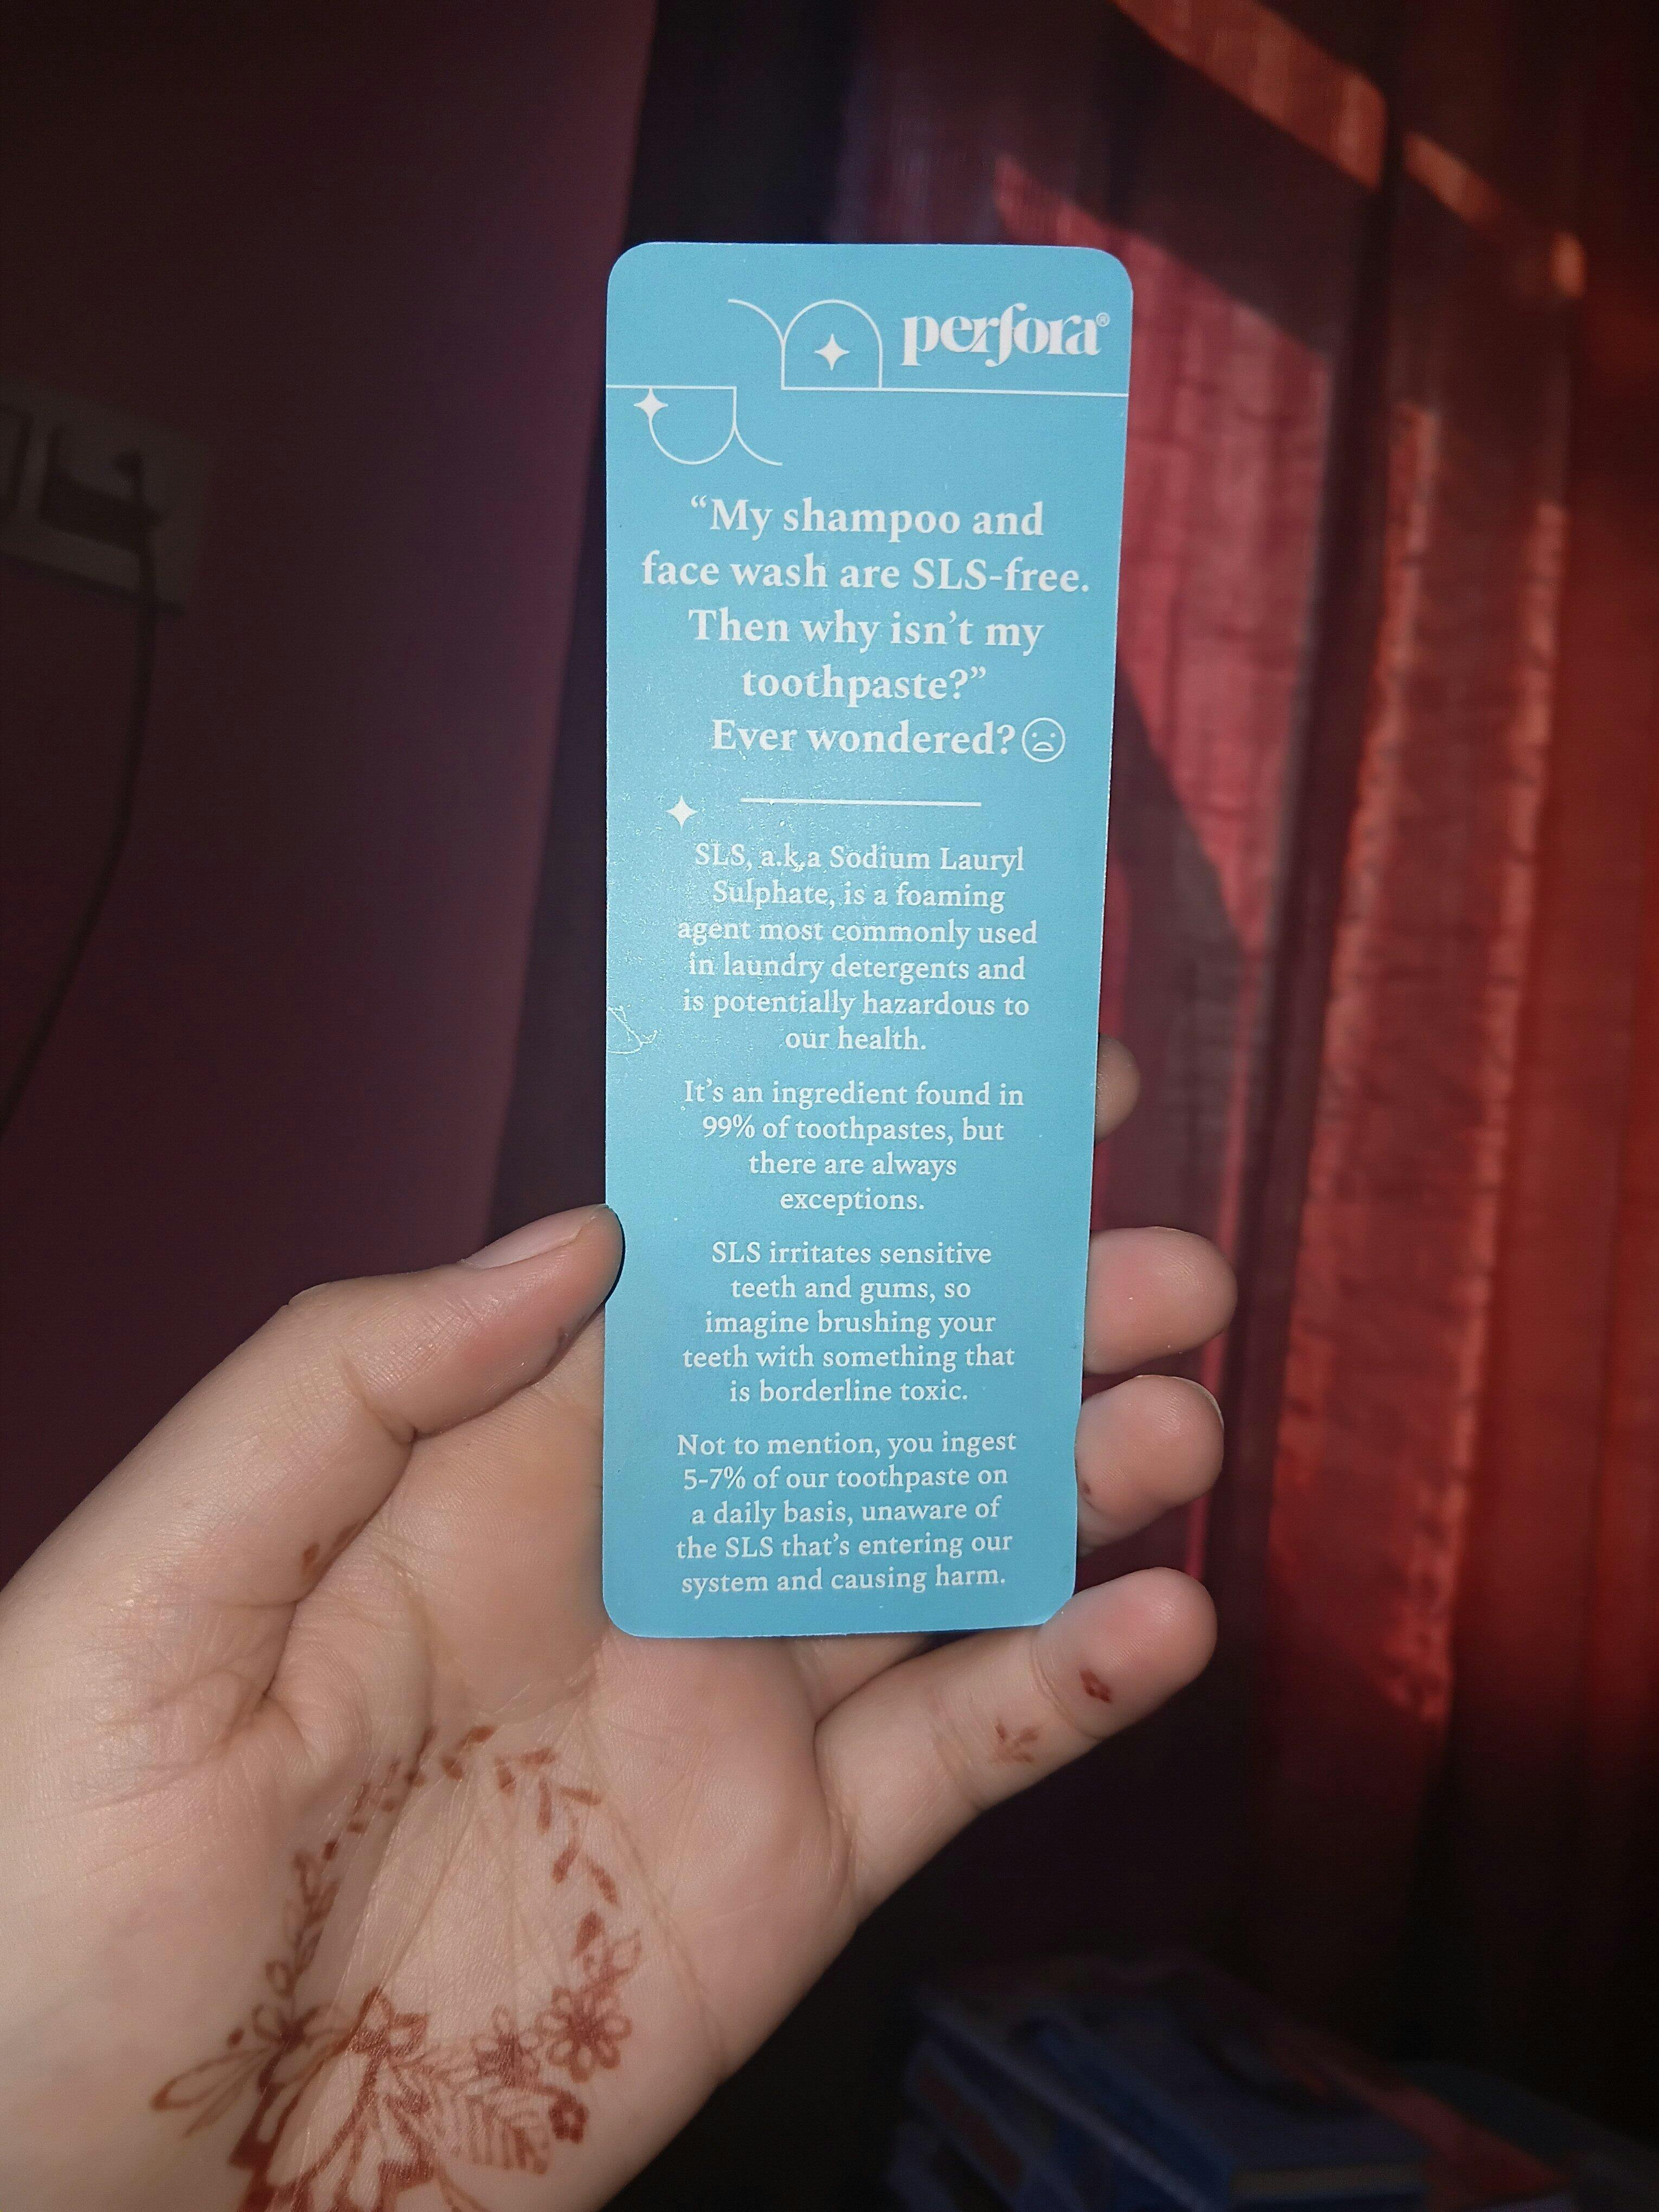 perfora®
“My shampoo and
face wash are SLS-free.
Then why isn’t my
toothpaste?”
Ever wondered?
SLS, a.k.a Sodium Lauryl
Sulphate, is a foaming
agent most commonly used
in laundry detergents and
is potentially hazardous to
our health.
It’s an ingredient found in
99% of toothpastes, but
there are always
exceptions.
SLS irritates sensitive
teeth and gums, so
imagine brushing your
teeth with something that
is borderline toxic.
Not to mention, you ingest
5-7% of our toothpaste on
a daily basis, unaware of
the SLS that’s entering our
system and causing harm.